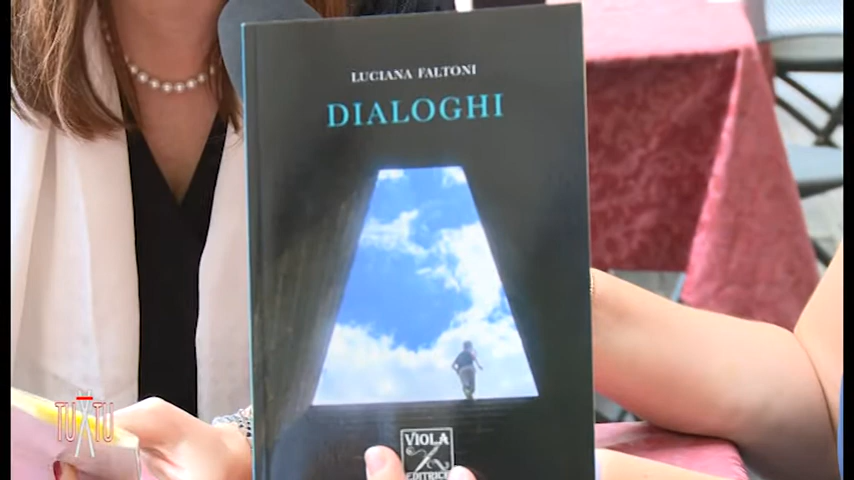 LUCIANA FALTONI
DIALOGHI
VIOLA
EDITRICE
TU X TU